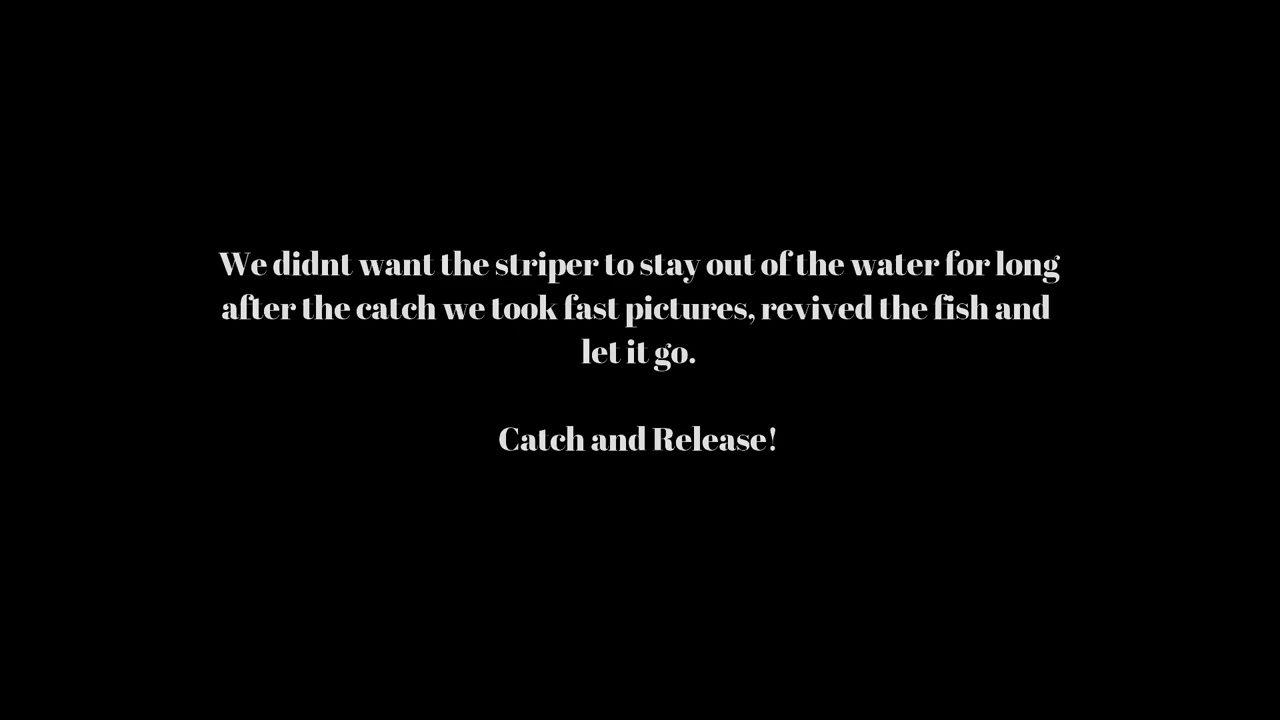 We didnt want the striper to stay out of the water for long
after the catch we took fast pictures, revived the fish and
let it go.
Catch and Release!